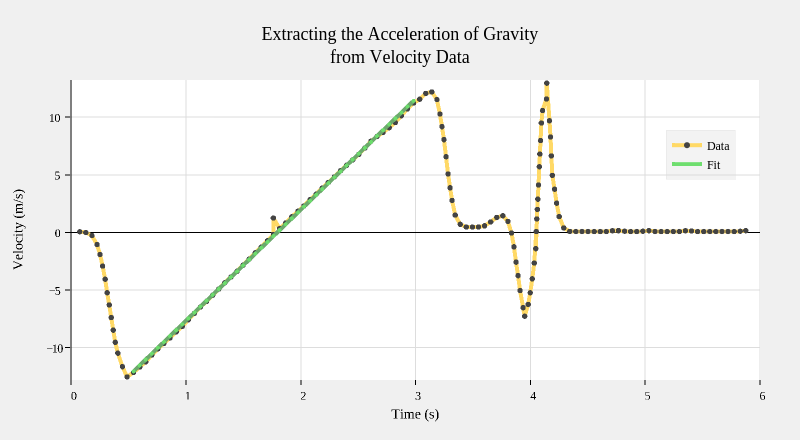 Extracting the Acceleration of Gravity
from Velocity Data
Velocity (m/s)
10
5
0
−5
−10
Data
Fit
0 1 2 3 4 5 6
Time (s)